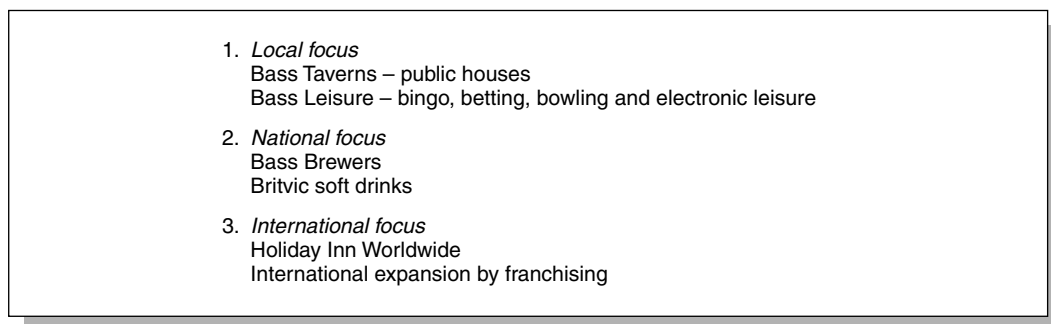 1. Local focus
Bass Taverns – public houses
Bass Leisure – bingo, betting, bowling and electronic leisure
2. National focus
Bass Brewers
Britvic soft drinks
3. International focus
Holiday Inn Worldwide
International expansion by franchising